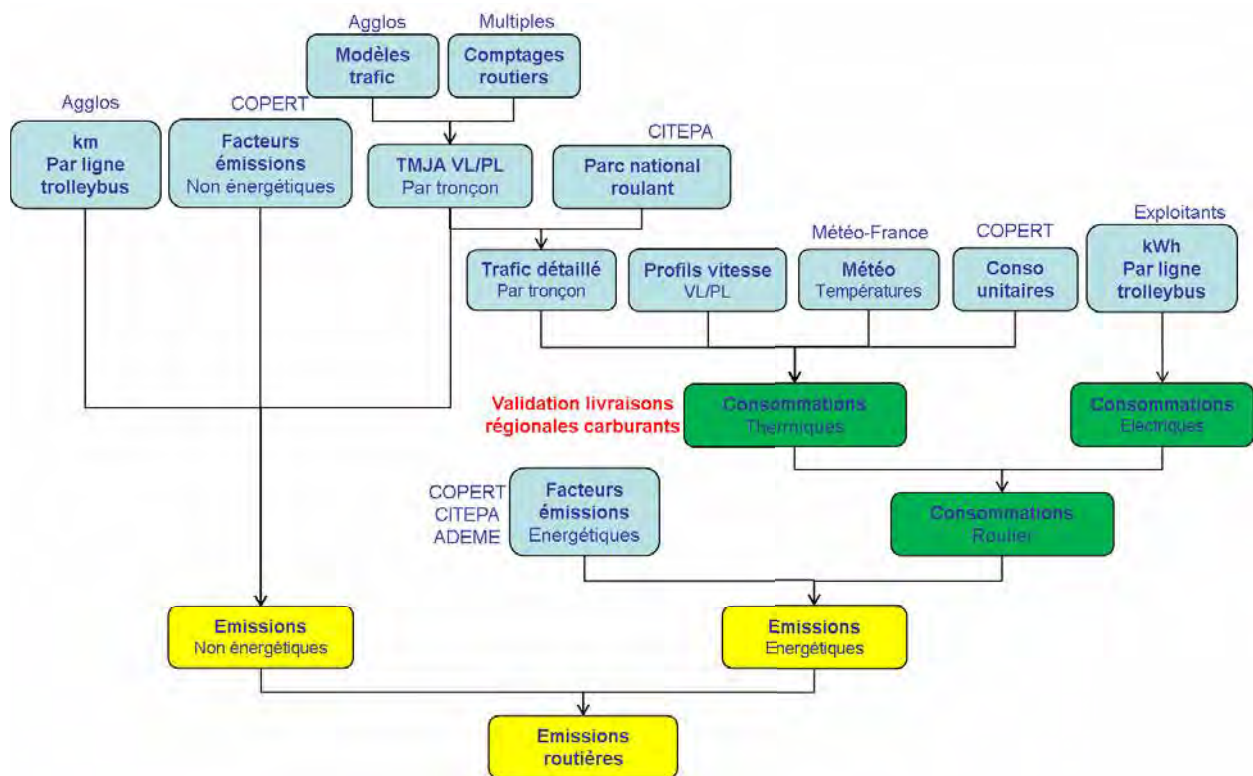 Agglos
Multiples
Modèles
trafic
Comptages
routiers
Agglos
COPERT
CITEPA
km
Par ligne
trolleybus
Facteurs
émissions
Non énergétiques
TMJA VL/PL
Par tronçon
Parc national
roulant
Météo-France
COPERT
Exploitants
Trafic détaillé
Par tronçon
Profils vitesse
VL/PL
Météo
Températures
Conso
unitaires
kWh
Par ligne
trolleybus
Validation livraisons
régionales carburants
Consommations
Thermiques
Consommations
Electriques
COPERT
CITEPA
ADEME
Facteurs
émissions
Energétiques
Consommations
Routier
Emissions
Non énergétiques
Emissions
Energétiques
Emissions
routières